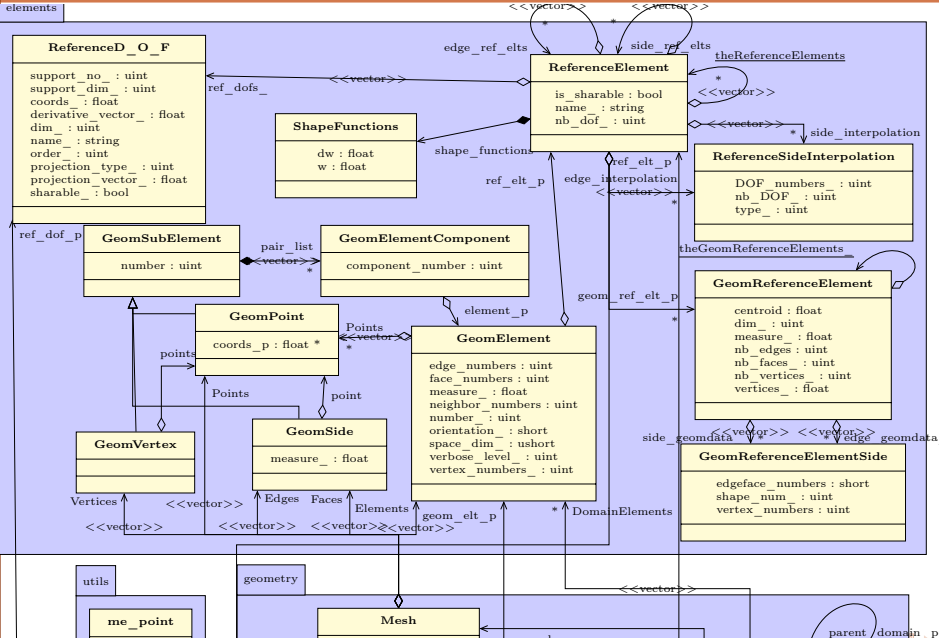 elements
<<vector>>
<<vector>>
*
*
edge_ref_elts
side_ref_elts
ReferenceD_O_F
support_no_ : uint
support_dim_ : uint
coords_ : float
derivative_vector_ : float
dim_ : uint
name_ : string
order_ : uint
projection_type_ : uint
projection_vector_ : float
sharable_ : bool
<<vector>>
ref_dofs_
ReferenceElement
is_sharable : bool
name_ : string
nb_dof_ : uint
theReferenceElements
*
<<vector>>
<<vector>>
*
side_interpolation
ShapeFunctions
dw : float
w : float
shape_functions
ref_elt_p
ref_elt_p
edge_interpolation
<<vector>>
*
ReferenceSideInterpolation
DOF_numbers_ : uint
nb_DOF_ : uint
type_ : uint
ref_dof_p
GeomSubElement
number : uint
pair_list
<<vector>>
*
GeomElementComponent
component_number : uint
theGeomReferenceElements_
element_p
geom_ref_elt_p
*
GeomReferenceElement
centroid : float
dim_ : uint
measure_ : float
nb_edges : uint
nb_faces_ : uint
nb_vertices_ : uint
vertices_ : float
GeomPoint
coords_p : float *
Points
<<vector>>
*
GeomElement
edge_numbers : uint
face_numbers : uint
measure_ : float
neighbor_numbers : uint
number_ : uint
orientation_ : short
space_dim_ : ushort
verbose_level_ : uint
vertex_numbers_ : uint
points
Points
point
GeomVertex
GeomSide
measure_ : float
<<vector>>
<<vector>>
side_geomdata
*
*
edge_geomdata
GeomReferenceElementSide
edgeface_numbers : short
shape_num_ : uint
vertex_numbers : uint
Vertices
<<vector>>
Edges
Faces
Elements
geom_elt_p
*
DomainElements
<<vector>>
<<vector>>
<<vector>>
<<vector>>
utils
geometry
<<vector>>
me_point
Mesh
parent_domain_p